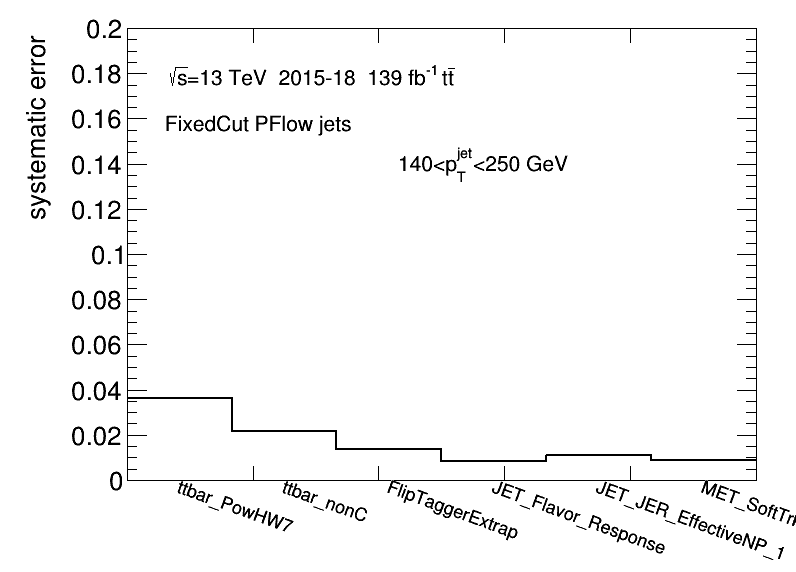 systematic error
0.2
0.18
0.16
0.14
0.12
0.1
0.08
0.06
0.04
0.02
0
√s=13 TeV 2015-18 139 fb⁻¹ tt̄
FixedCut PFlow jets
140<p_T^jet<250 GeV
ttbar_PowHW7
ttbar_nonC
FlipTaggerExtrap
JET_Flavor_Response
JET_JER_EffectiveNP_1